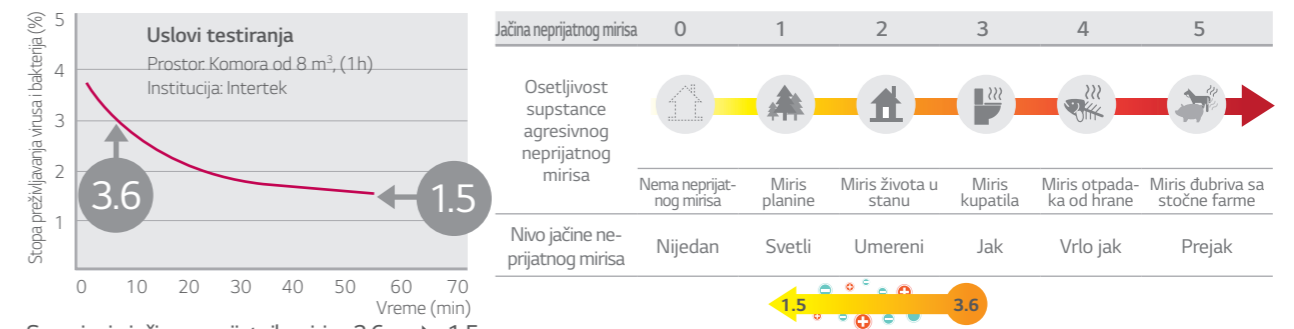 Stopa preživljavanja virusa i bakterija (%)
5
4
3
2
1
Uslovi testiranja
Prostor: Komora od 8 m³, (1h)
Institucija: Intertek
3.6
1.5
0 10 20 30 40 50 60 70
Vreme (min)
Jačina neprijatnog mirisa 0 1 2 3 4 5
Osetljivost
supstance
agresivnog
neprijatnog
mirisa
Nema neprijat-
nog mirisa
Miris
planine
Miris života u
stanu
Miris
kupatila
Miris otpada-
ka od hrane
Miris đubriva sa
stočne farme
Nivo jačine ne-
prijatnog mirisa
Nijedan Svetli Umereni Jak Vrlo jak Prejak
1.5 3.6